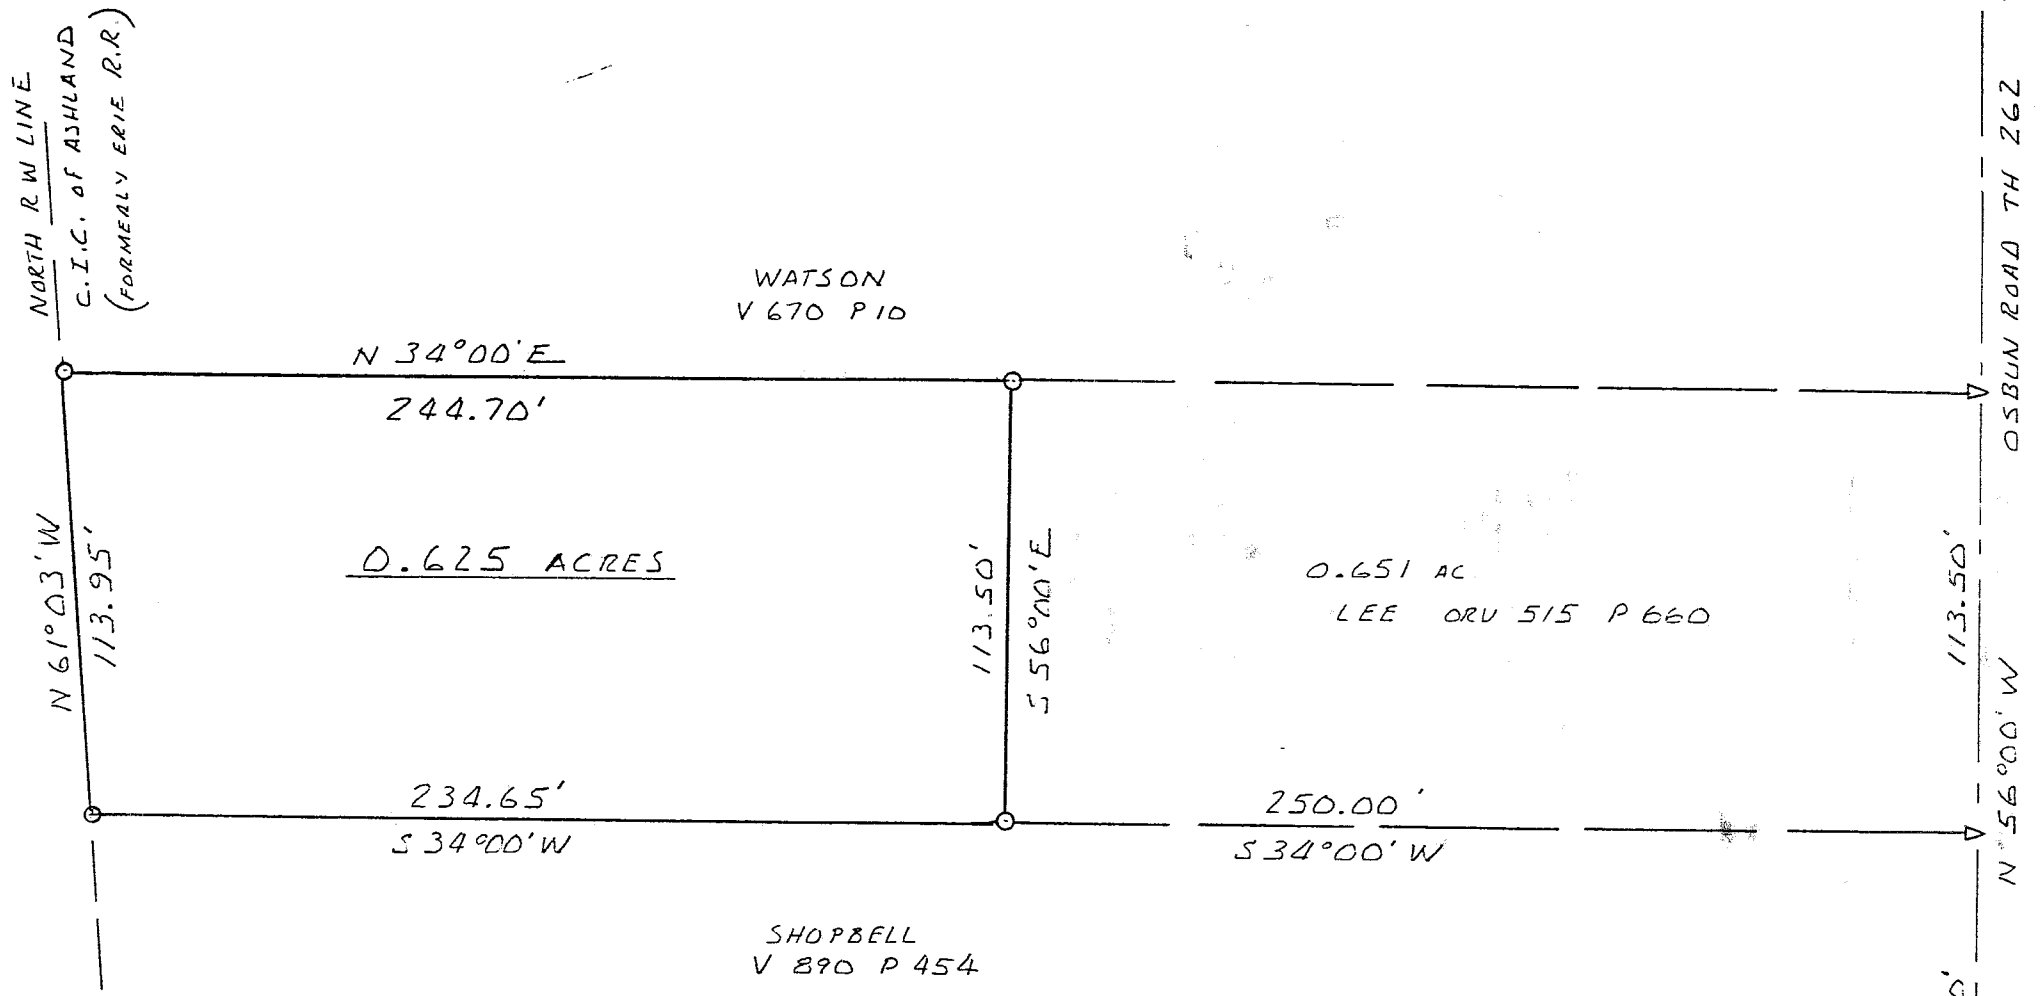 NORTH R W LINE
C.I.C. OF ASHLAND
(FORMERLY ERIE R.R.)
WATSON
V 670 P 10
N 34°00' E
244.70'
OSBUN ROAD TH 262
N 61°03' W
113.95'
0.625 ACRES
113.50'
S 56°00' E
0.651 AC
LEE ORV 515 P 660
113.50'
N 56°00' W
234.65'
S 34°00' W
250.00'
S 34°00' W
SHOPBELL
V 890 P 454